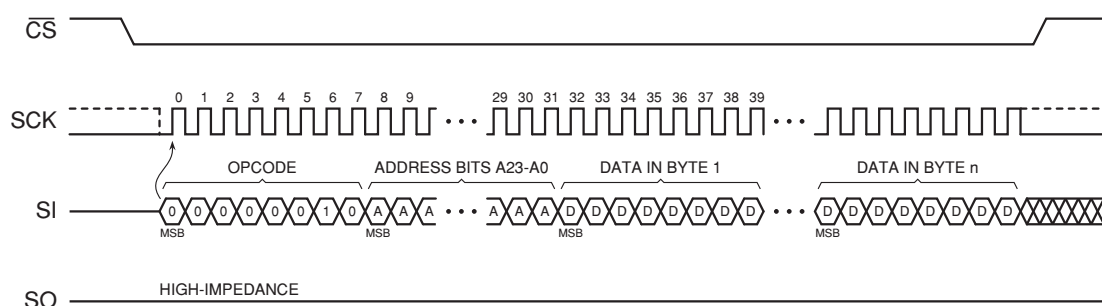 CS
SCK
0 1 2 3 4 5 6 7 8 9 29 30 31 32 33 34 35 36 37 38 39
OPCODE ADDRESS BITS A23-A0 DATA IN BYTE 1 DATA IN BYTE n
SI
0 0 0 0 0 0 1 0 A A A A A A D D D D D D D D D D D D D D D D
MSB MSB MSB MSB
SO
HIGH-IMPEDANCE